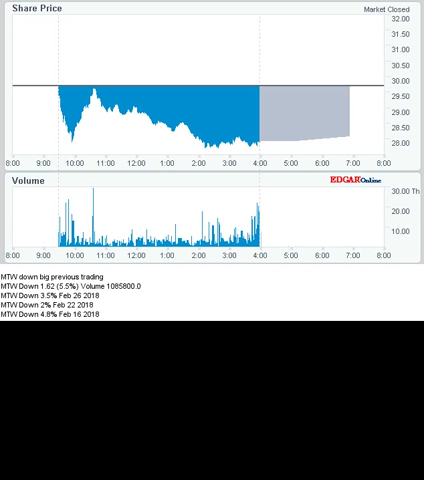 Share Price
Market Closed
32.00
31.50
31.00
30.50
30.00
29.50
29.00
28.50
28.00
8:00 9:00 10:00 11:00 12:00 1:00 2:00 3:00 4:00 5:00 6:00 7:00 8:00
Volume
EDGAROnline
30.00 Th
20.00
10.00
8:00 9:00 10:00 11:00 12:00 1:00 2:00 3:00 4:00 5:00 6:00 7:00 8:00
MTW down big previous trading
MTW Down 1.62 (5.5%) Volume 1085800.0
MTW Down 3.5% Feb 26 2018
MTW Down 2% Feb 22 2018
MTW Down 4.8% Feb 16 2018